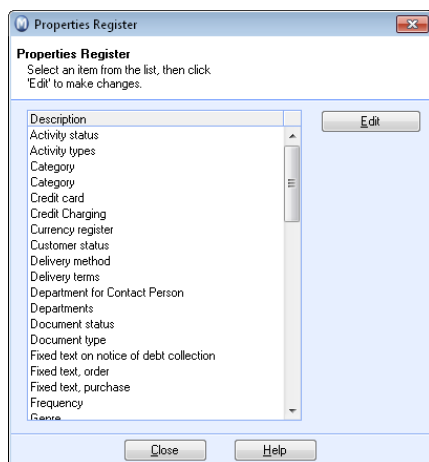 Properties Register
Properties Register
Select an item from the list, then click
'Edit' to make changes.
Description
Edit
Activity status
Activity types
Category
Category
Credit card
Credit Charging
Currency register
Customer status
Delivery method
Delivery terms
Department for Contact Person
Departments
Document status
Document type
Fixed text on notice of debt collection
Fixed text, order
Fixed text, purchase
Frequency
Genre
Close
Help